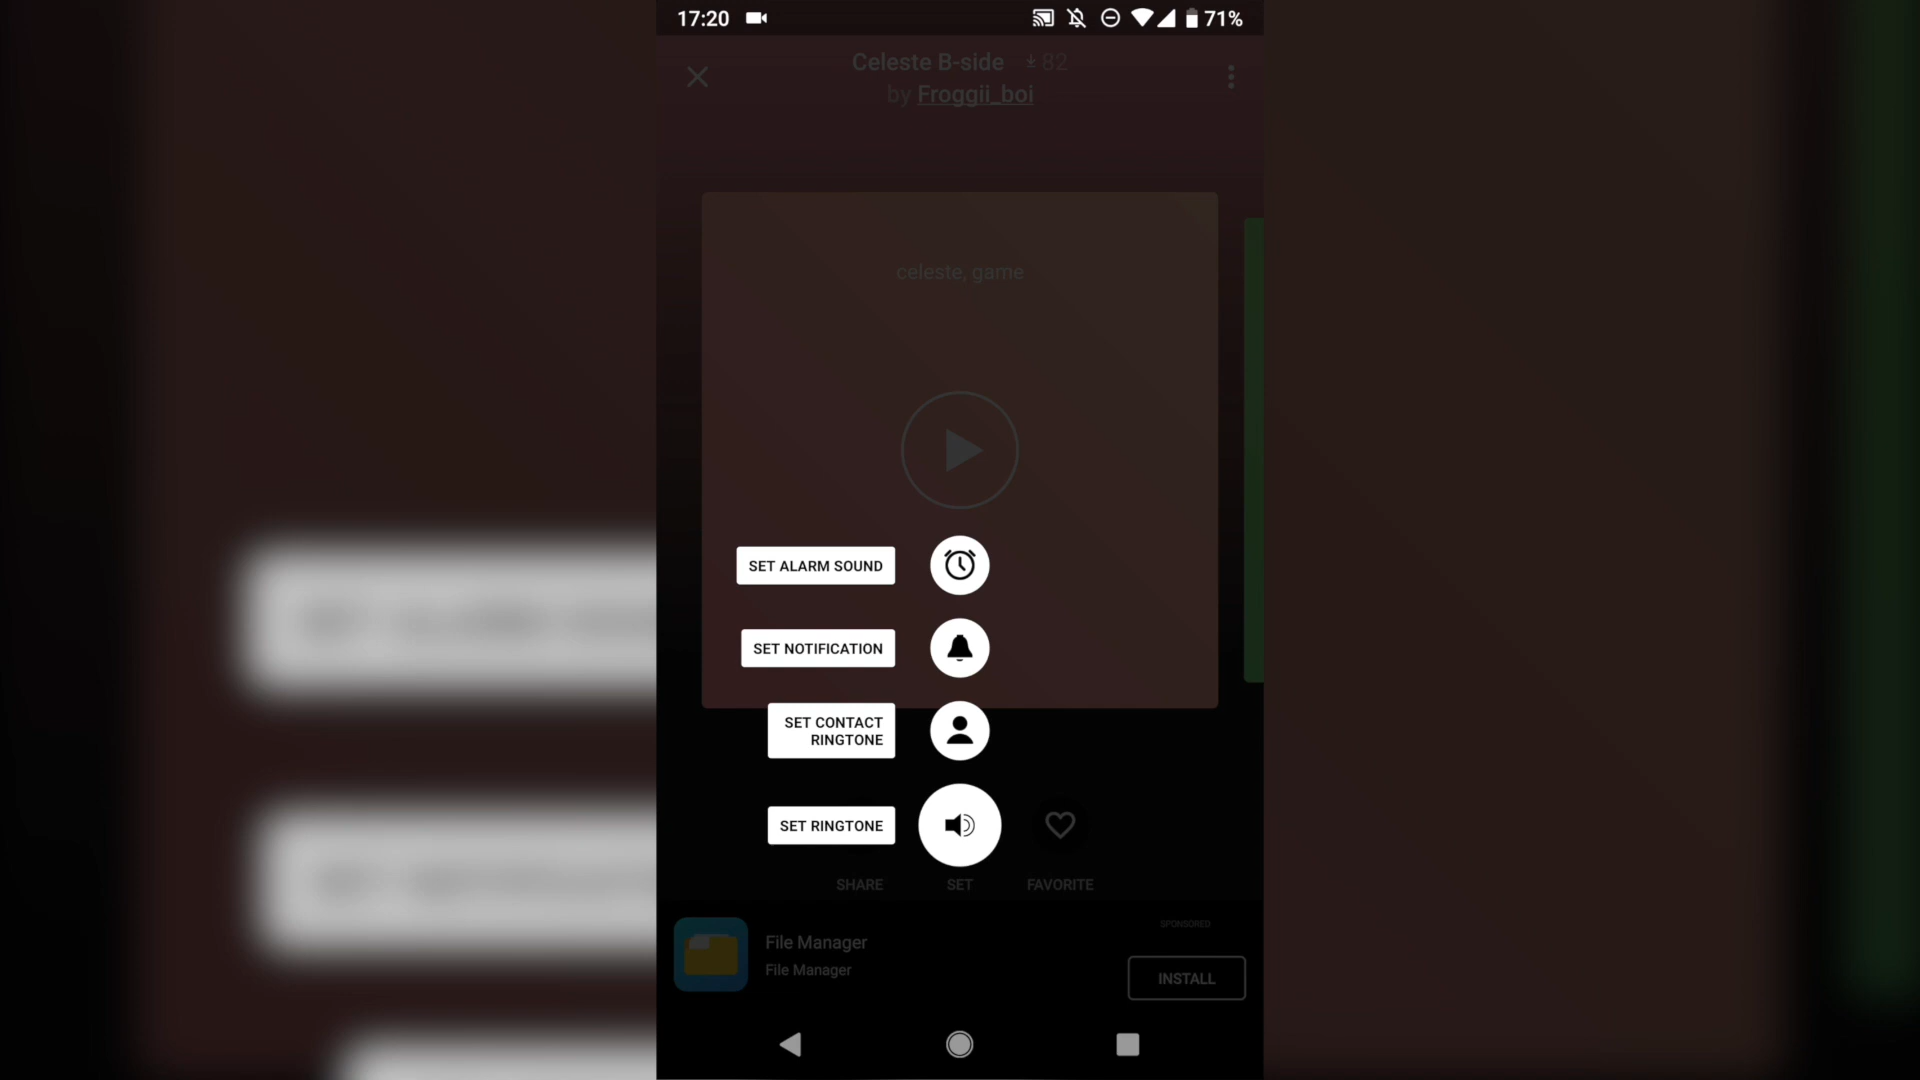 17:20
71%
Celeste B-side 82
by Froggii_boi
celeste, game
SET ALARM SOUND
SET NOTIFICATION
SET CONTACT
RINGTONE
SET RINGTONE
SHARE SET FAVORITE
SPONSORED
File Manager
File Manager
INSTALL